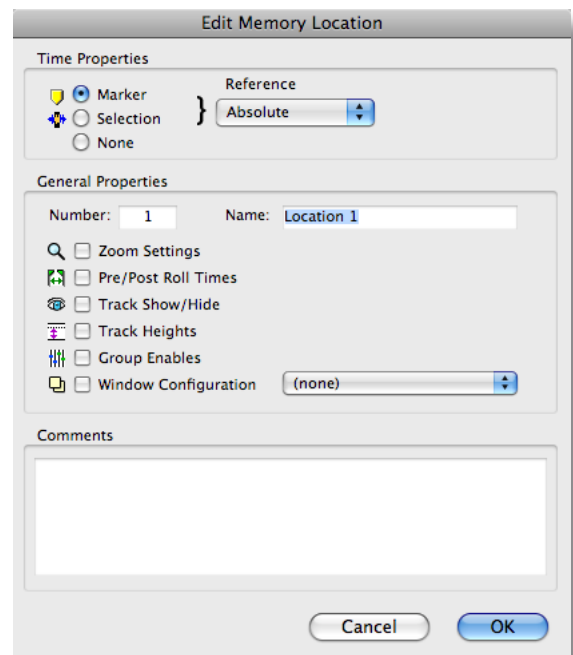 Edit Memory Location
Time Properties
Marker
Selection
None
}
Reference
Absolute
General Properties
Number: 1 Name: Location 1
Zoom Settings
Pre/Post Roll Times
Track Show/Hide
Track Heights
Group Enables
Window Configuration (none)
Comments
Cancel OK